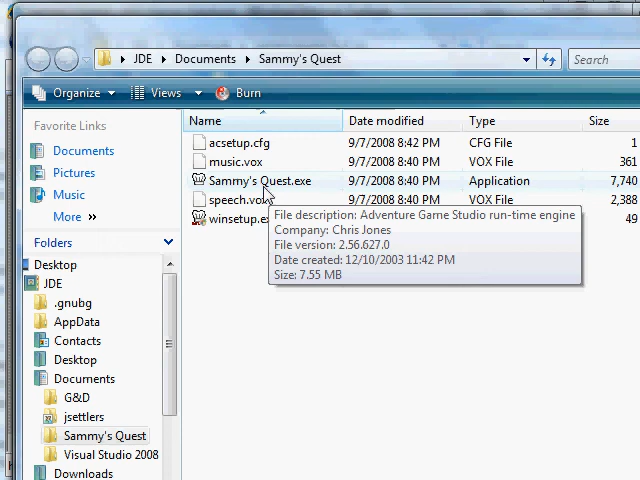 JDE Documents Sammy's Quest Search
Organize Views Burn
Favorite Links
Documents
Pictures
Music
More »
Folders
Desktop
JDE
.gnubg
AppData
Contacts
Desktop
Documents
G&D
jsettlers
Sammy's Quest
Visual Studio 2008
Downloads
Name Date modified Type Size
acsetup.cfg 9/7/2008 8:42 PM CFG File 1
music.vox 9/7/2008 8:40 PM VOX File 361
Sammy's Quest.exe 9/7/2008 8:40 PM Application 7,740
speech.vox 9/7/2008 8:40 PM VOX File 2,388
winsetup.ex 49
File description: Adventure Game Studio run-time engine
Company: Chris Jones
File version: 2.56.627.0
Date created: 12/10/2003 11:42 PM
Size: 7.55 MB